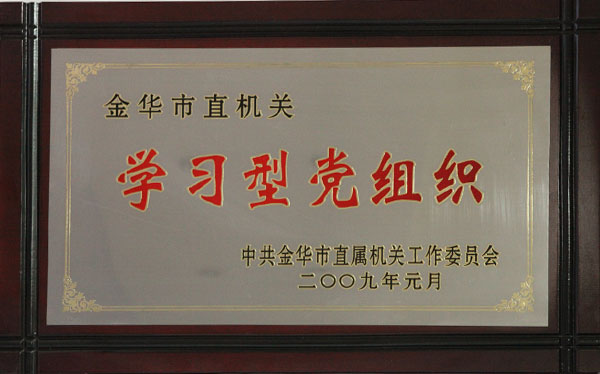 金华市直机关
学习型党组织
中共金华市直属机关工作委员会
二〇〇九年元月